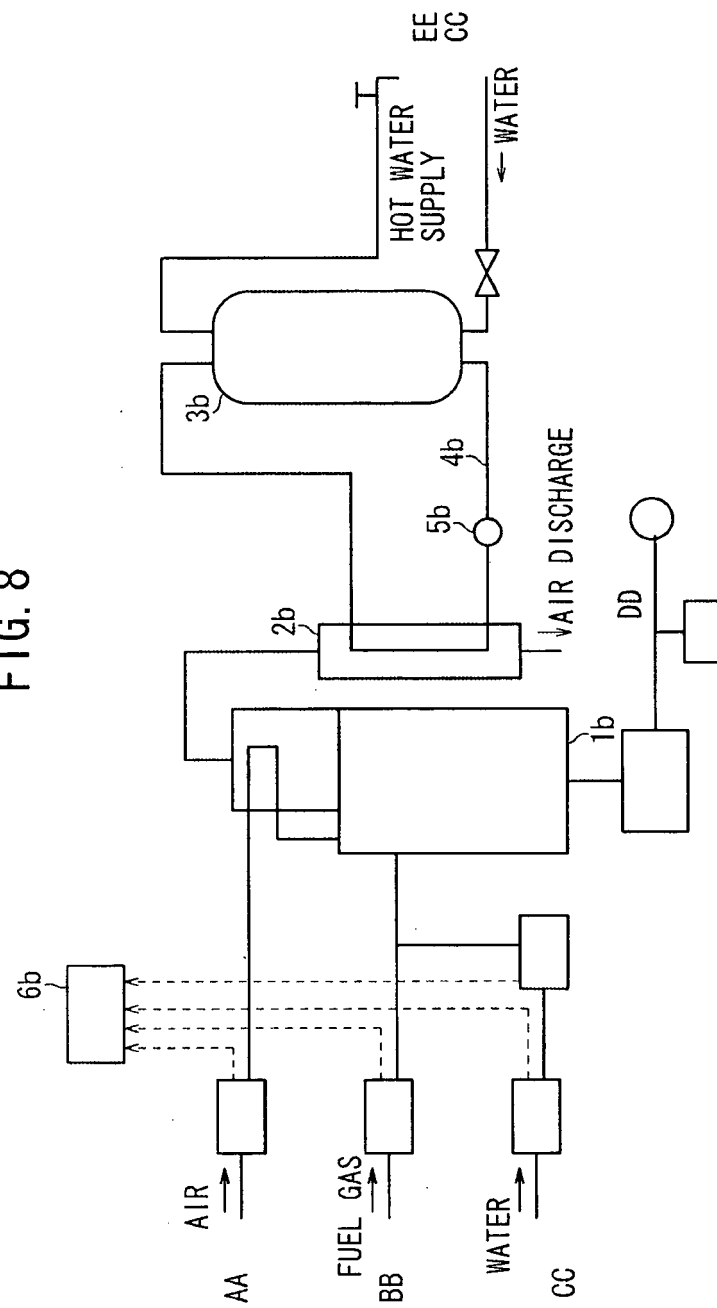 FIG. 8
6b
AIR
AA
FUEL GAS
BB
WATER
CC
1b
2b
AIR DISCHARGE
DD
5b
4b
3b
HOT WATER
SUPPLY
WATER
EE
CC